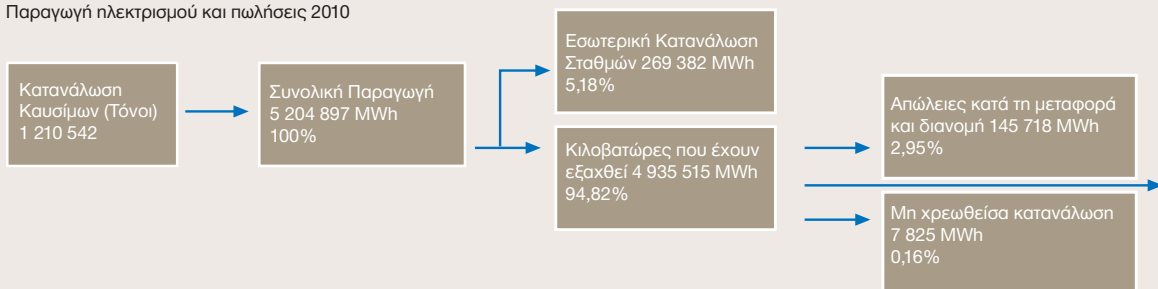 Παραγωγή ηλεκτρισμού και πωλήσεις 2010
Κατανάλωση
Καυσίμων (Τόνοι)
1 210 542
Συνολική Παραγωγή
5 204 897 MWh
100%
Εσωτερική Κατανάλωση
Σταθμών 269 382 MWh
5,18%
Κιλοβατώρες που έχουν
εξαχθεί 4 935 515 MWh
94,82%
Απώλειες κατά τη μεταφορά
και διανομή 145 718 MWh
2,95%
Μη χρεωθείσα κατανάλωση
7 825 MWh
0,16%